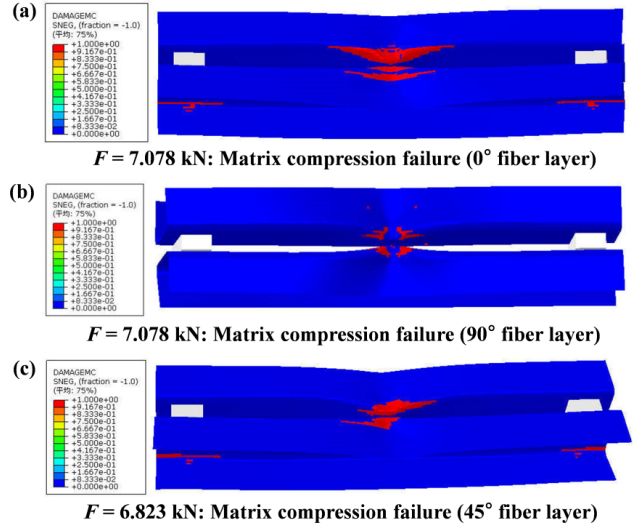 (a)
DAMAGEMC
SNEG, (fraction = -1.0)
(平均: 75%)
+1.000e+00
+9.167e-01
+8.333e-01
+7.500e-01
+6.667e-01
+5.833e-01
+5.000e-01
+4.167e-01
+3.333e-01
+2.500e-01
+1.667e-01
+8.333e-02
+0.000e+00
F = 7.078 kN: Matrix compression failure (0° fiber layer)
(b)
DAMAGEMC
SNEG, (fraction = -1.0)
(平均: 75%)
+1.000e+00
+9.167e-01
+8.333e-01
+7.500e-01
+6.667e-01
+5.833e-01
+5.000e-01
+4.167e-01
+3.333e-01
+2.500e-01
+1.667e-01
+8.333e-02
+0.000e+00
F = 7.078 kN: Matrix compression failure (90° fiber layer)
(c)
DAMAGEMC
SNEG, (fraction = -1.0)
(平均: 75%)
+1.000e+00
+9.167e-01
+8.333e-01
+7.500e-01
+6.667e-01
+5.833e-01
+5.000e-01
+4.167e-01
+3.333e-01
+2.500e-01
+1.667e-01
+8.333e-02
+0.000e+00
F = 6.823 kN: Matrix compression failure (45° fiber layer)